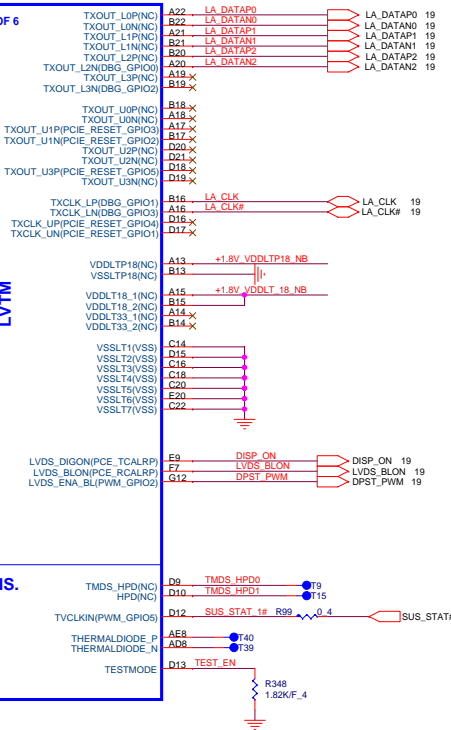 OF 6
TXOUT_L0P(NC) A22 LA_DATAP0 LA_DATAP0 19
TXOUT_L0N(NC) B22 LA_DATAN0 LA_DATAN0 19
TXOUT_L1P(NC) A21 LA_DATAP1 LA_DATAP1 19
TXOUT_L1N(NC) B21 LA_DATAN1 LA_DATAN1 19
TXOUT_L2P(NC) B20 LA_DATAP2 LA_DATAP2 19
TXOUT_L2N(DBG_GPIO0) A20 LA_DATAN2 LA_DATAN2 19
TXOUT_L3P(NC) A19
TXOUT_L3N(DBG_GPIO2) B19
TXOUT_U0P(NC) B18
TXOUT_U0N(NC) A18
TXOUT_U1P(PCIE_RESET_GPIO3) A17
TXOUT_U1N(PCIE_RESET_GPIO2) B17
TXOUT_U2P(NC) D20
TXOUT_U2N(NC) D21
TXOUT_U3P(PCIE_RESET_GPIO5) D18
TXOUT_U3N(NC) D19
TXCLK_LP(DBG_GPIO1) B16 LA_CLK LA_CLK 19
TXCLK_LN(DBG_GPIO3) A16 LA_CLK# LA_CLK# 19
TXCLK_UP(PCIE_RESET_GPIO4) D16
TXCLK_UN(PCIE_RESET_GPIO1) D17
VDDLTP18(NC) A13 +1.8V_VDDLTP18_NB
VSSLTP18(NC) B13
LVTM
VDDLT18_1(NC) A15 +1.8V_VDDLT_18_NB
VDDLT18_2(NC) B15
VDDLT33_1(NC) A14
VDDLT33_2(NC) B14
VSSLT1(VSS) C14
VSSLT2(VSS) D15
VSSLT3(VSS) C16
VSSLT4(VSS) C18
VSSLT5(VSS) C20
VSSLT6(VSS) E20
VSSLT7(VSS) C22
LVDS_DIGON(PCE_TCALRP) E9 DISP_ON DISP_ON 19
LVDS_BLON(PCE_RCALRP) F7 LVDS_BLON LVDS_BLON 19
LVDS_ENA_BL(PWM_GPIO2) G12 DPST_PWM DPST_PWM 19
IS.
TMDS_HPD(NC) D9 TMDS_HPD0 T9
HPD(NC) D10 TMDS_HPD1 T15
TVCLKIN(PWM_GPIO5) D12 SUS_STAT_1# R99 0_4 SUS_STAT#
THERMALDIODE_P AE8 T40
THERMALDIODE_N AD8 T39
TESTMODE D13 TEST_EN
R348
1.82K/F_4